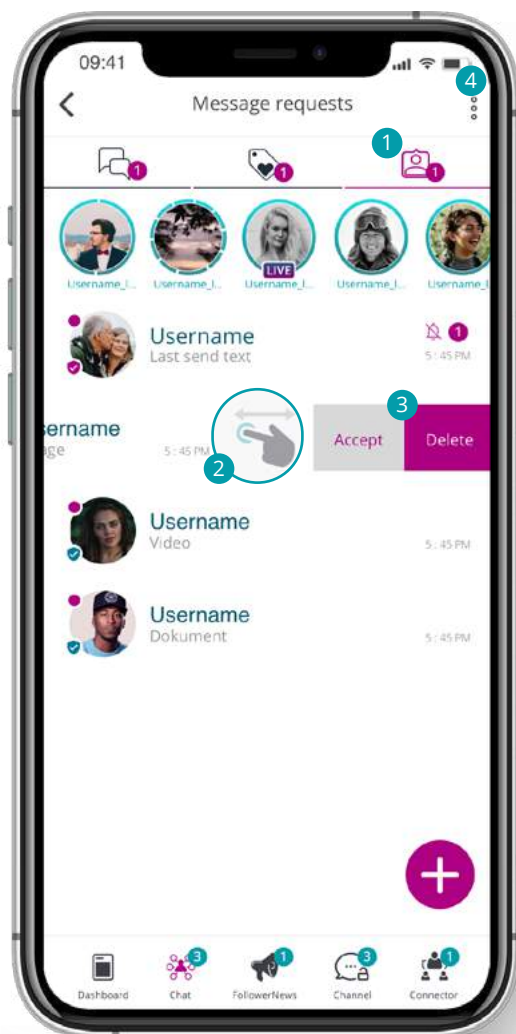 09:41
4
Message requests
1
1
1
1
LIVE
Username_l... Username_l... Username_l... Username_l... Username_l
Username
1
Last send text
5 : 45 PM
3
sername
age
5 : 45 PM
2
Accept
Delete
Username
Video
5 : 45 PM
Username
Dokument
5 : 45 PM
3
1
3
1
Dashboard Chat FollowerNews Channel Connector